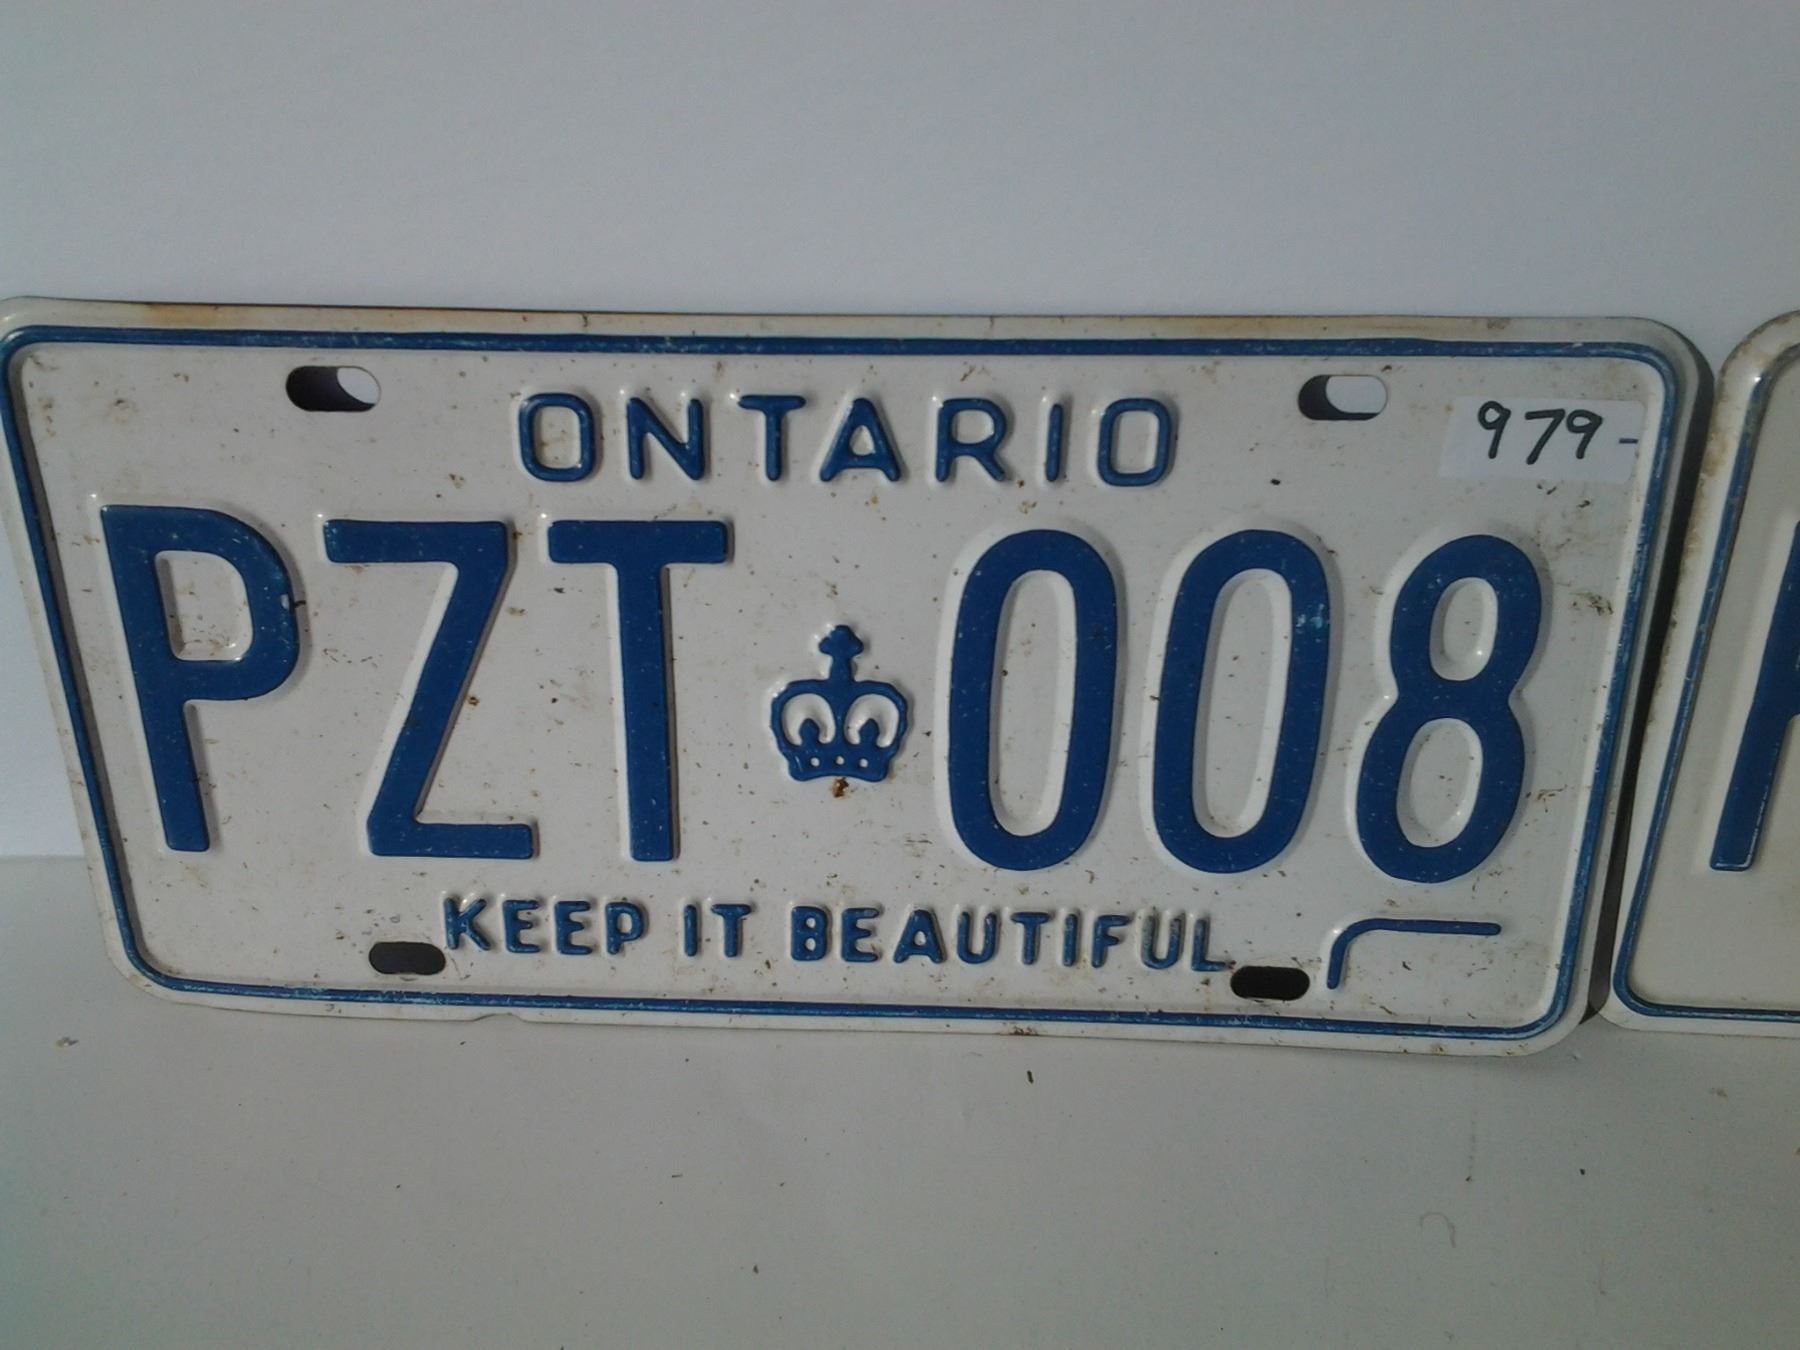 ONTARIO
979-
PZT 008
KEEP IT BEAUTIFUL